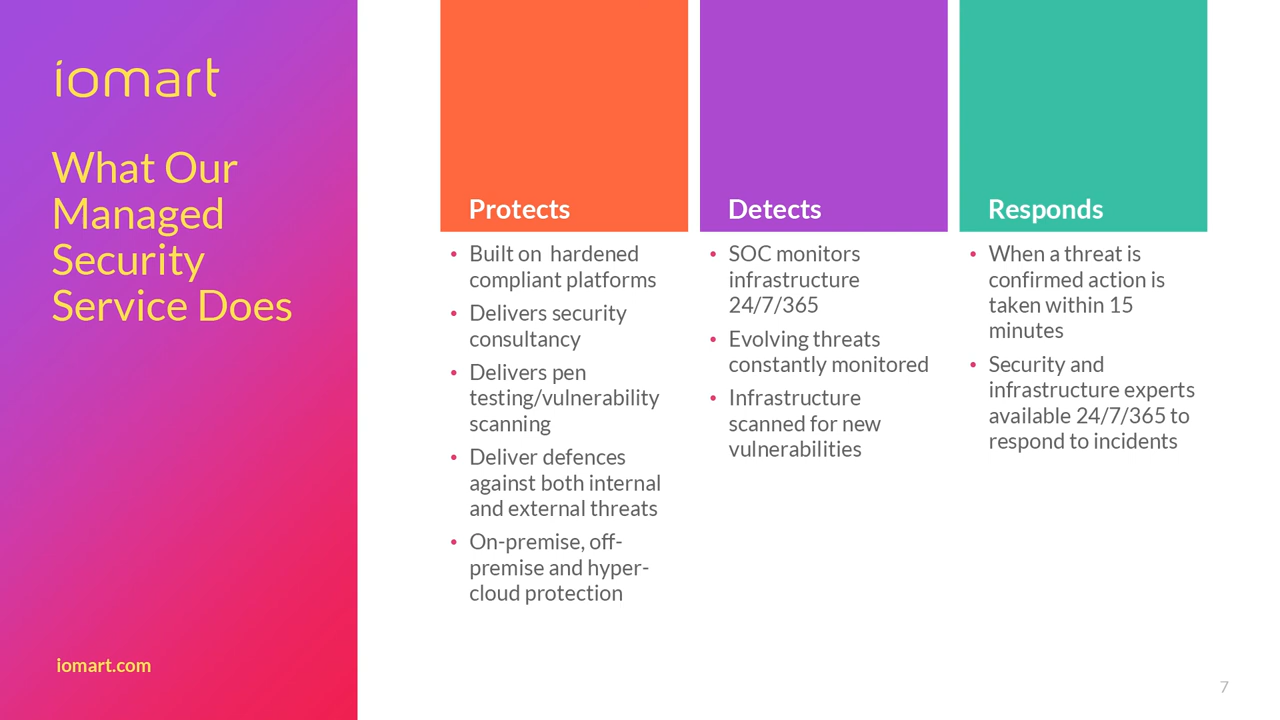 iomart
What Our
Managed
Security
Service Does
iomart.com
Protects
• Built on  hardened
compliant platforms
• Delivers security
consultancy
• Delivers pen
testing/vulnerability
scanning
• Deliver defences
against both internal
and external threats
• On-premise, off-
premise and hyper-
cloud protection
Detects
• SOC monitors
infrastructure
24/7/365
• Evolving threats
constantly monitored
• Infrastructure
scanned for new
vulnerabilities
Responds
• When a threat is
confirmed action is
taken within 15
minutes
• Security and
infrastructure experts
available 24/7/365 to
respond to incidents
7